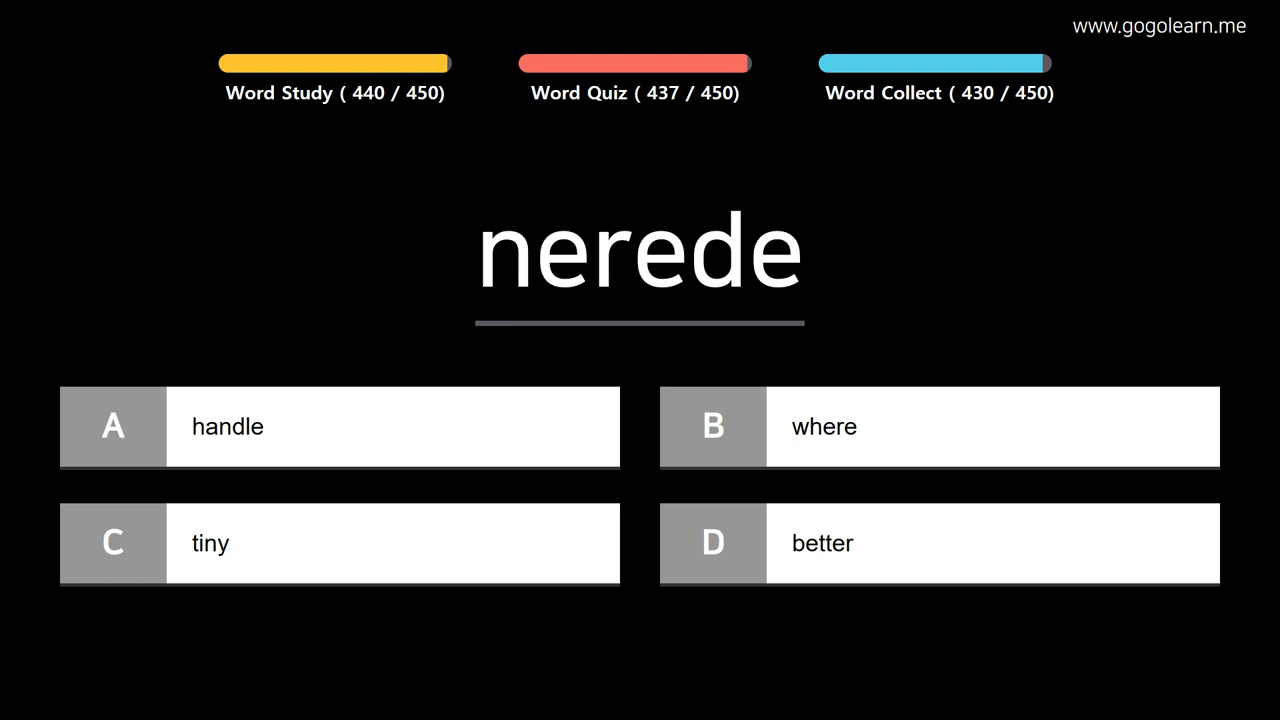 www.gogolearn.me
Word Study ( 440 / 450)
Word Quiz ( 437 / 450)
Word Collect ( 430 / 450)
nerede
A handle
B where
C tiny
D better